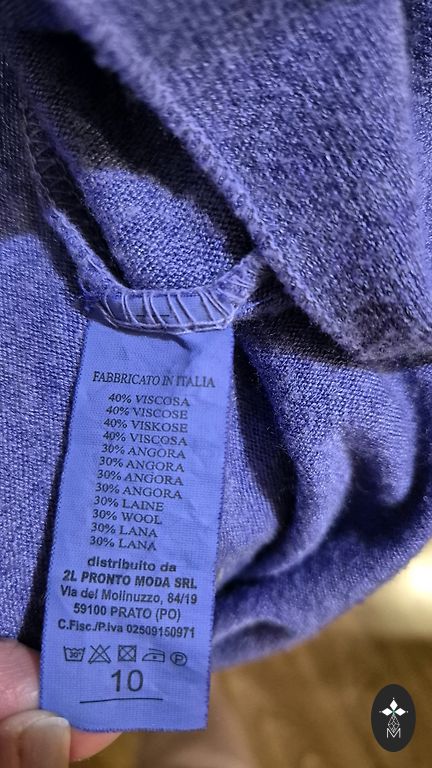 FABBRICATO IN ITALIA
40% VISCOSA
40% VISCOSE
40% VISKOSE
40% VISCOSA
30% ANGORA
30% ANGORA
30% ANGORA
30% ANGORA
30% LAINE
30% WOOL
30% LANA
30% LANA
distribuito da
2L PRONTO MODA SRL
Via del Molinuzzo, 84/19
59100 PRATO (PO)
C.Fisc./P.iva 02509150971
30°
P
10
M